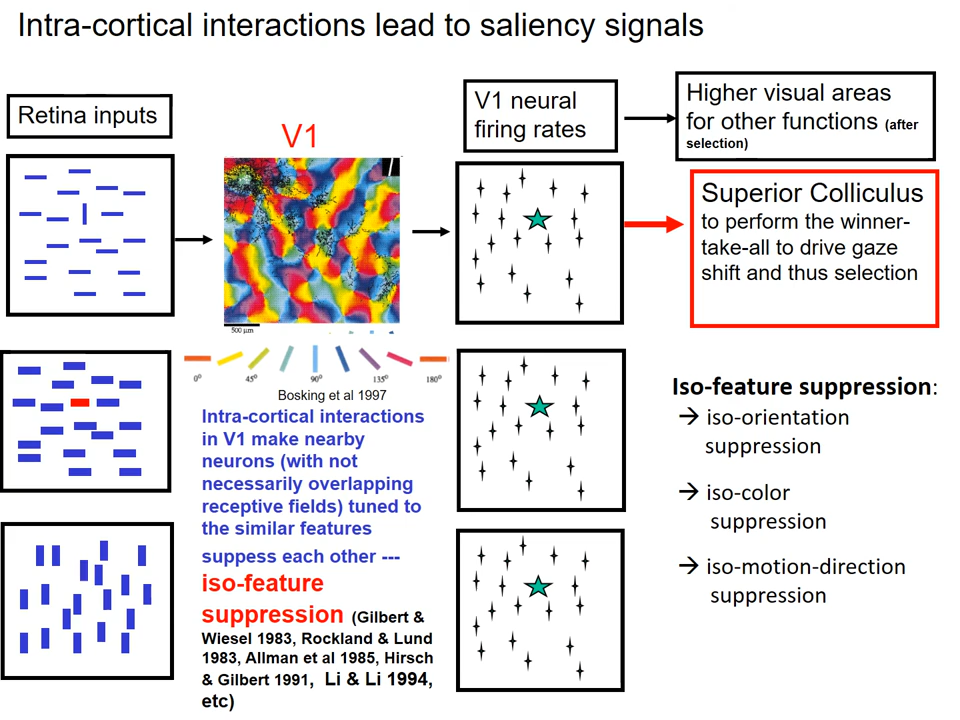 Intra-cortical interactions lead to saliency signals
Retina inputs
V1
V1 neural
firing rates
Higher visual areas
for other functions (after
selection)
Superior Colliculus
to perform the winner-
take-all to drive gaze
shift and thus selection
500 μm
0° 45° 90° 135° 180°
Bosking et al 1997
Intra-cortical interactions
in V1 make nearby
neurons (with not
necessarily overlapping
receptive fields) tuned to
the similar features
suppess each other ---
iso-feature
suppression (Gilbert &
Wiesel 1983, Rockland & Lund
1983, Allman et al 1985, Hirsch
& Gilbert 1991, Li & Li 1994,
etc)
Iso-feature suppression:
→ iso-orientation
suppression
→ iso-color
suppression
→ iso-motion-direction
suppression